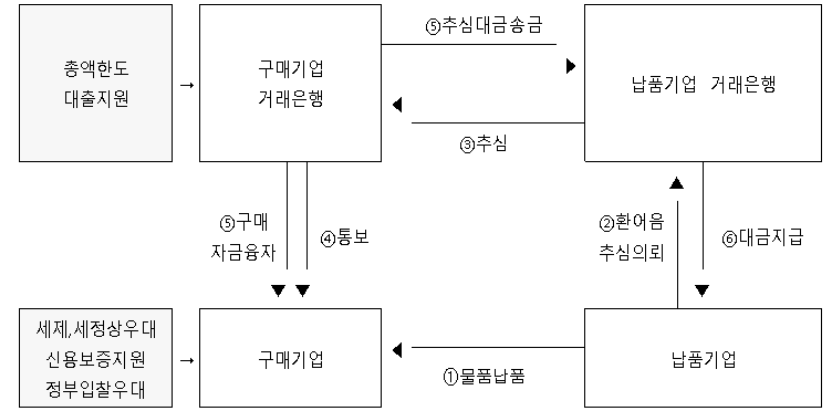 ⑤추심대금송금
총액한도
대출지원
→
구매기업
거래은행
납품기업 거래은행
③추심
⑤구매
자금융자
④통보
②환어음
추심의뢰
⑥대금지급
세제,세정상우대
신용보증지원
정부입찰우대
→
구매기업
납품기업
①물품납품